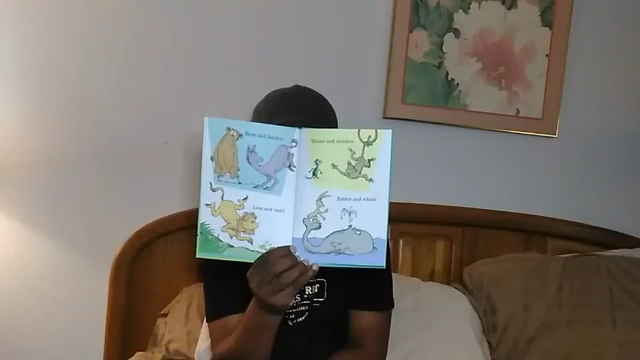 Bear and donkey
Mouse and monkey
Lion and snail
Rabbit and whale